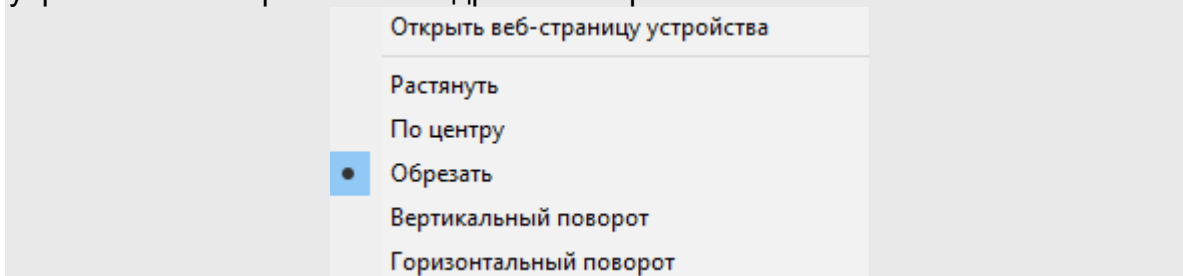 Открыть веб-страницу устройства
Растянуть
По центру
Обрезать
Вертикальный поворот
Горизонтальный поворот